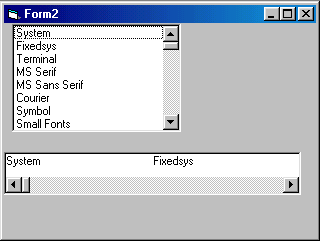 Form2
System
Fixedsys
Terminal
MS Serif
MS Sans Serif
Courier
Symbol
Small Fonts
System Fixedsys